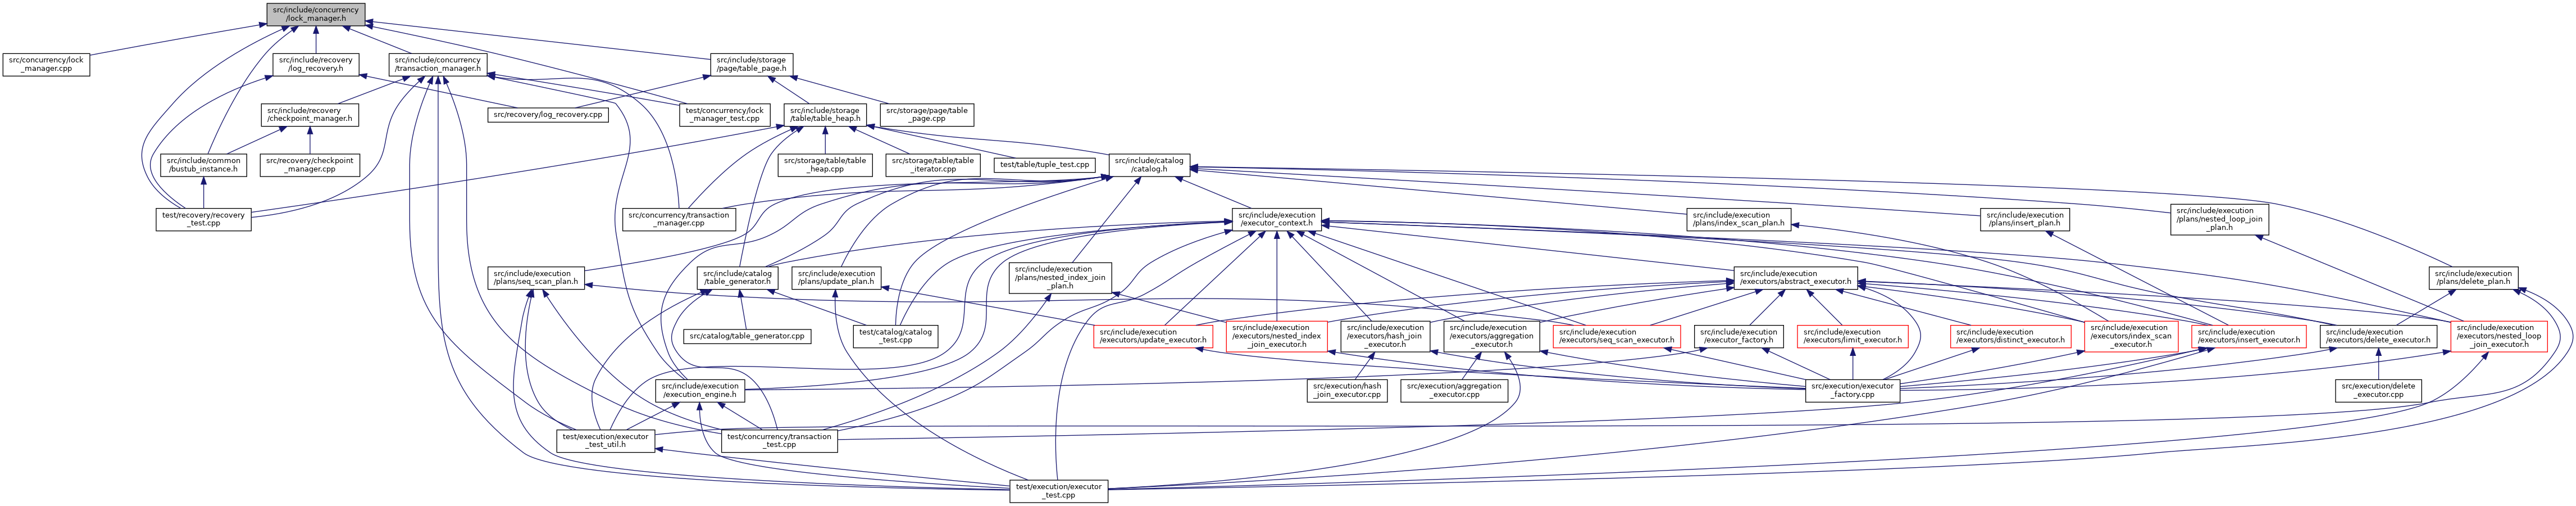 src/include/concurrency
/lock_manager.h
src/concurrency/lock
_manager.cpp
src/include/recovery
/log_recovery.h
src/include/concurrency
/transaction_manager.h
src/include/storage
/page/table_page.h
src/include/recovery
/checkpoint_manager.h
src/recovery/log_recovery.cpp
test/concurrency/lock
_manager_test.cpp
src/include/storage
/table/table_heap.h
src/storage/page/table
_page.cpp
src/include/common
/bustub_instance.h
src/recovery/checkpoint
_manager.cpp
src/storage/table/table
_heap.cpp
src/storage/table/table
_iterator.cpp
test/table/tuple_test.cpp
src/include/catalog
/catalog.h
test/recovery/recovery
_test.cpp
src/concurrency/transaction
_manager.cpp
src/include/execution
/executor_context.h
src/include/execution
/plans/index_scan_plan.h
src/include/execution
/plans/insert_plan.h
src/include/execution
/plans/nested_loop_join
_plan.h
src/include/execution
/plans/seq_scan_plan.h
src/include/catalog
/table_generator.h
src/include/execution
/plans/update_plan.h
src/include/execution
/plans/nested_index_join
_plan.h
src/include/execution
/executors/abstract_executor.h
src/include/execution
/plans/delete_plan.h
src/catalog/table_generator.cpp
test/catalog/catalog
_test.cpp
src/include/execution
/executors/update_executor.h
src/include/execution
/executors/nested_index
_join_executor.h
src/include/execution
/executors/hash_join
_executor.h
src/include/execution
/executors/aggregation
_executor.h
src/include/execution
/executors/seq_scan_executor.h
src/include/execution
/executor_factory.h
src/include/execution
/executors/limit_executor.h
src/include/execution
/executors/distinct_executor.h
src/include/execution
/executors/index_scan
_executor.h
src/include/execution
/executors/insert_executor.h
src/include/execution
/executors/delete_executor.h
src/include/execution
/executors/nested_loop
_join_executor.h
src/include/execution
/execution_engine.h
src/execution/hash
_join_executor.cpp
src/execution/aggregation
_executor.cpp
src/execution/executor
_factory.cpp
src/execution/delete
_executor.cpp
test/execution/executor
_test_util.h
test/concurrency/transaction
_test.cpp
test/execution/executor
_test.cpp